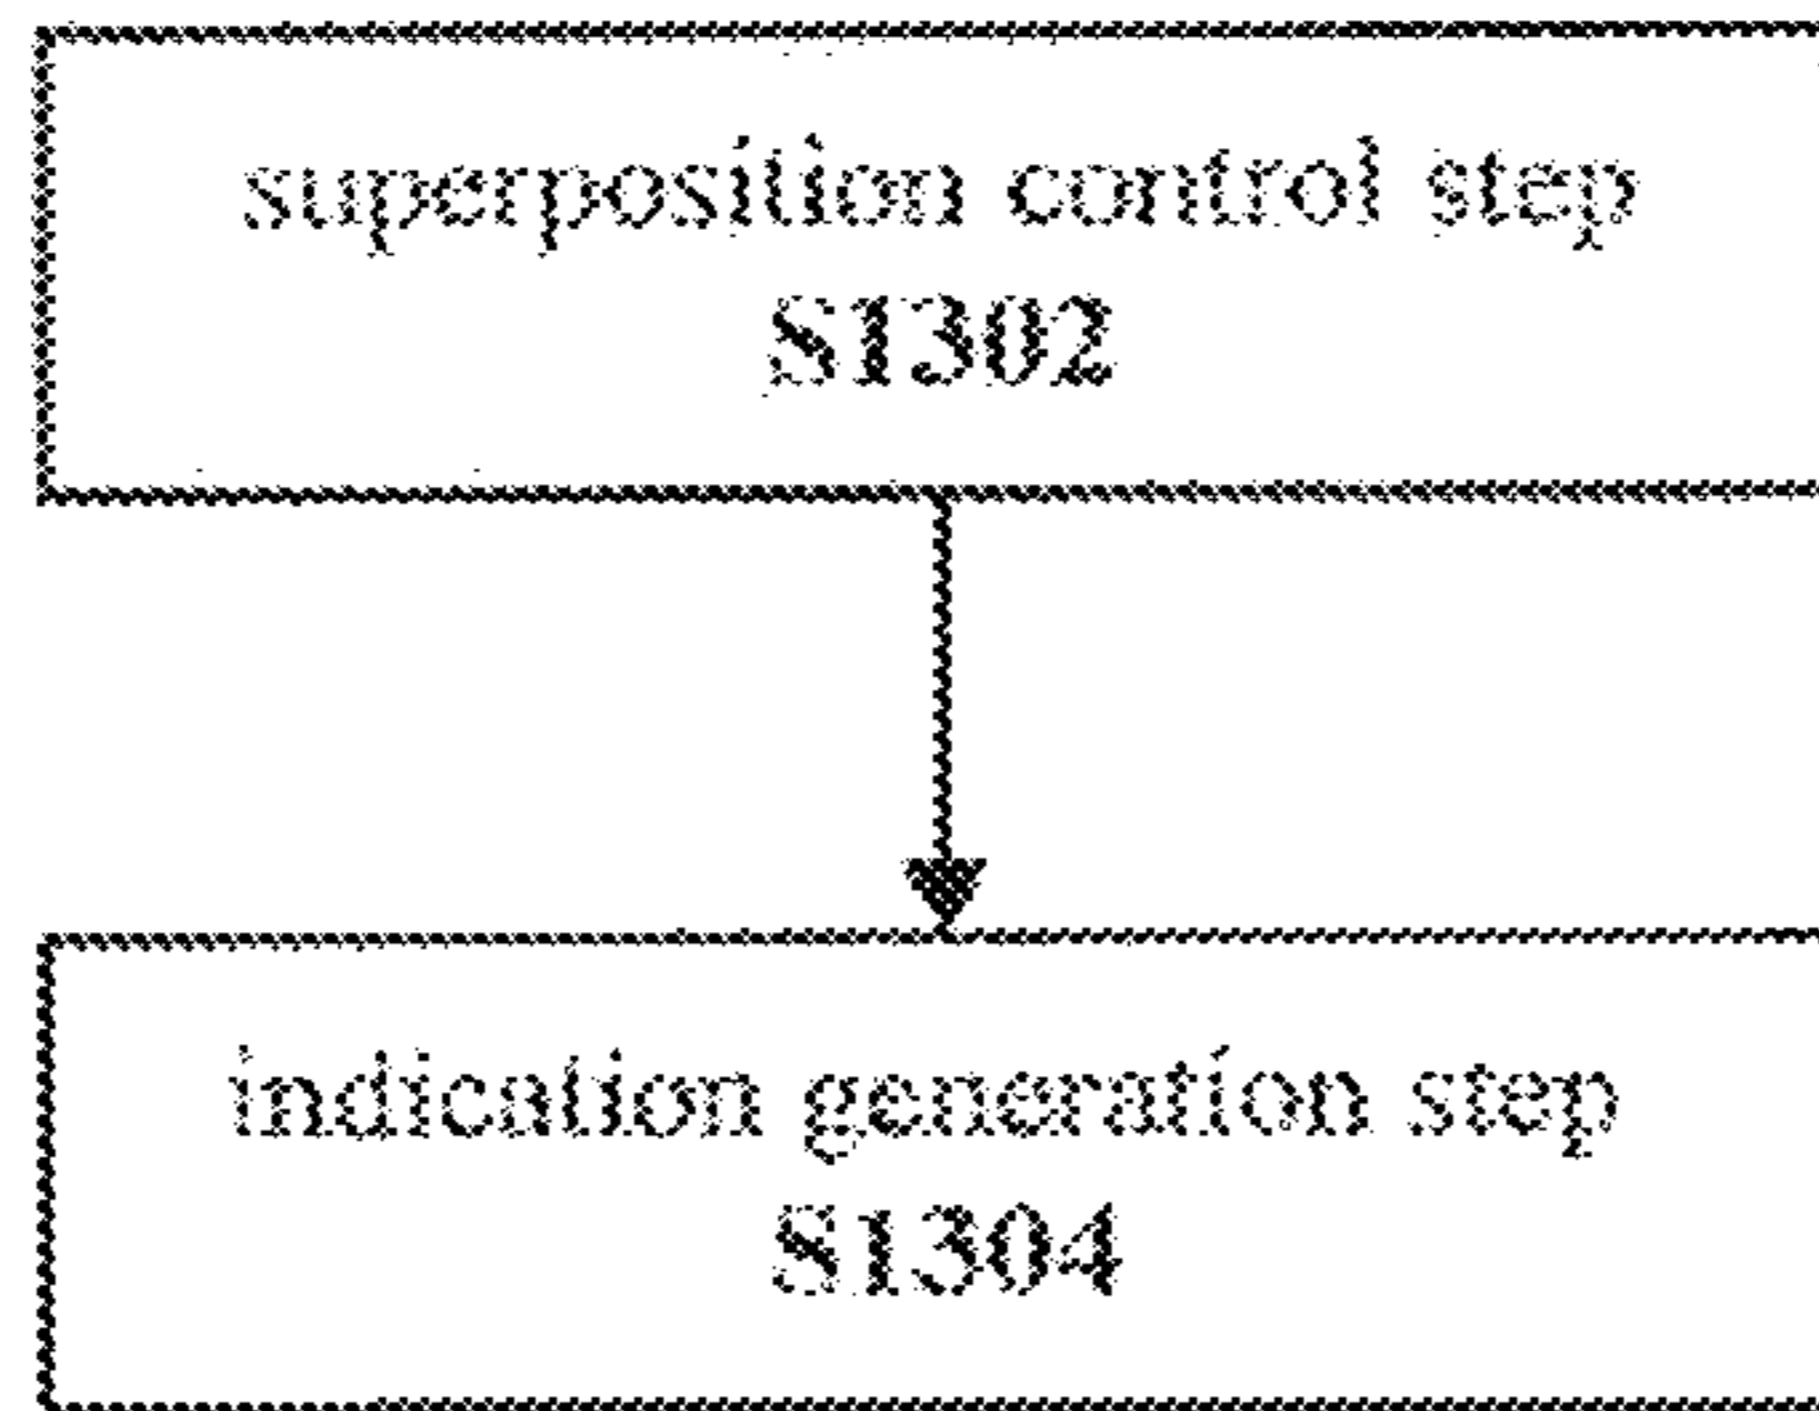 superposition control step
S1302
indication generation step
S1304